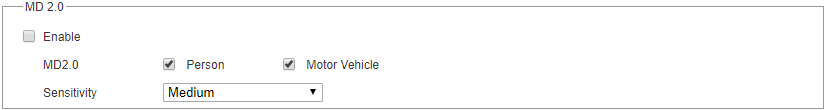 MD 2.0
Enable
MD2.0 Person Motor Vehicle
Sensitivity Medium